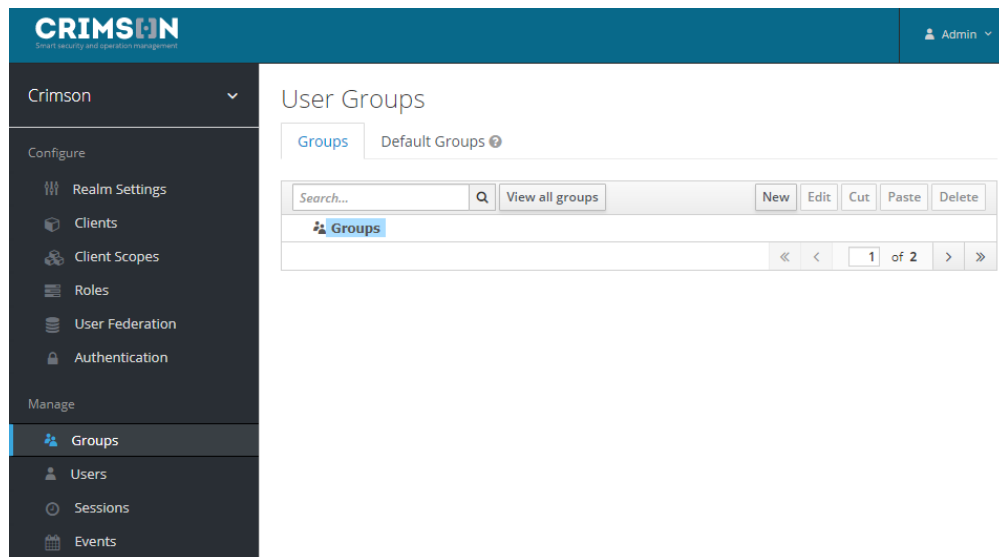 CRIMSON
Smart security and operation management
Admin
Crimson
Configure
Realm Settings
Clients
Client Scopes
Roles
User Federation
Authentication
Manage
Groups
Users
Sessions
Events
User Groups
Groups Default Groups
Search... View all groups New Edit Cut Paste Delete
Groups
1 of 2